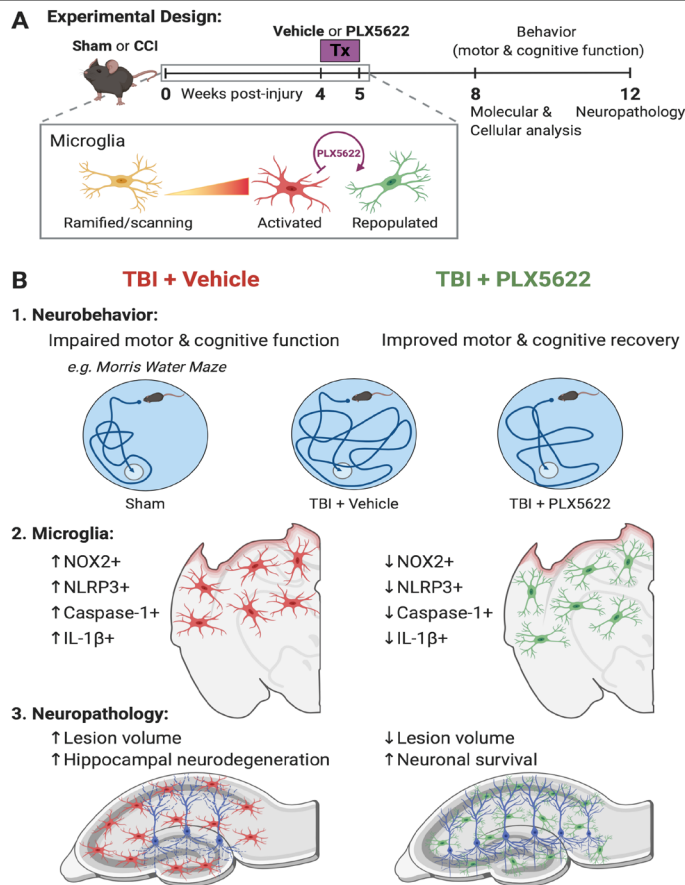 A Experimental Design:
Vehicle or PLX5622
Behavior
(motor & cognitive function)
Sham or CCI
Tx
0 Weeks post-injury 4 5 8 12
Molecular & Neuropathology
Cellular analysis
Microglia
PLX5622
Ramified/scanning Activated Repopulated
B TBI + Vehicle TBI + PLX5622
1. Neurobehavior:
Impaired motor & cognitive function Improved motor & cognitive recovery
e.g. Morris Water Maze
Sham TBI + Vehicle TBI + PLX5622
2. Microglia:
↑NOX2+ ↓NOX2+
↑NLRP3+ ↓NLRP3+
↑Caspase-1+ ↓Caspase-1+
↑IL-1β+ ↓IL-1β+
3. Neuropathology:
↑Lesion volume ↓Lesion volume
↑Hippocampal neurodegeneration ↑Neuronal survival